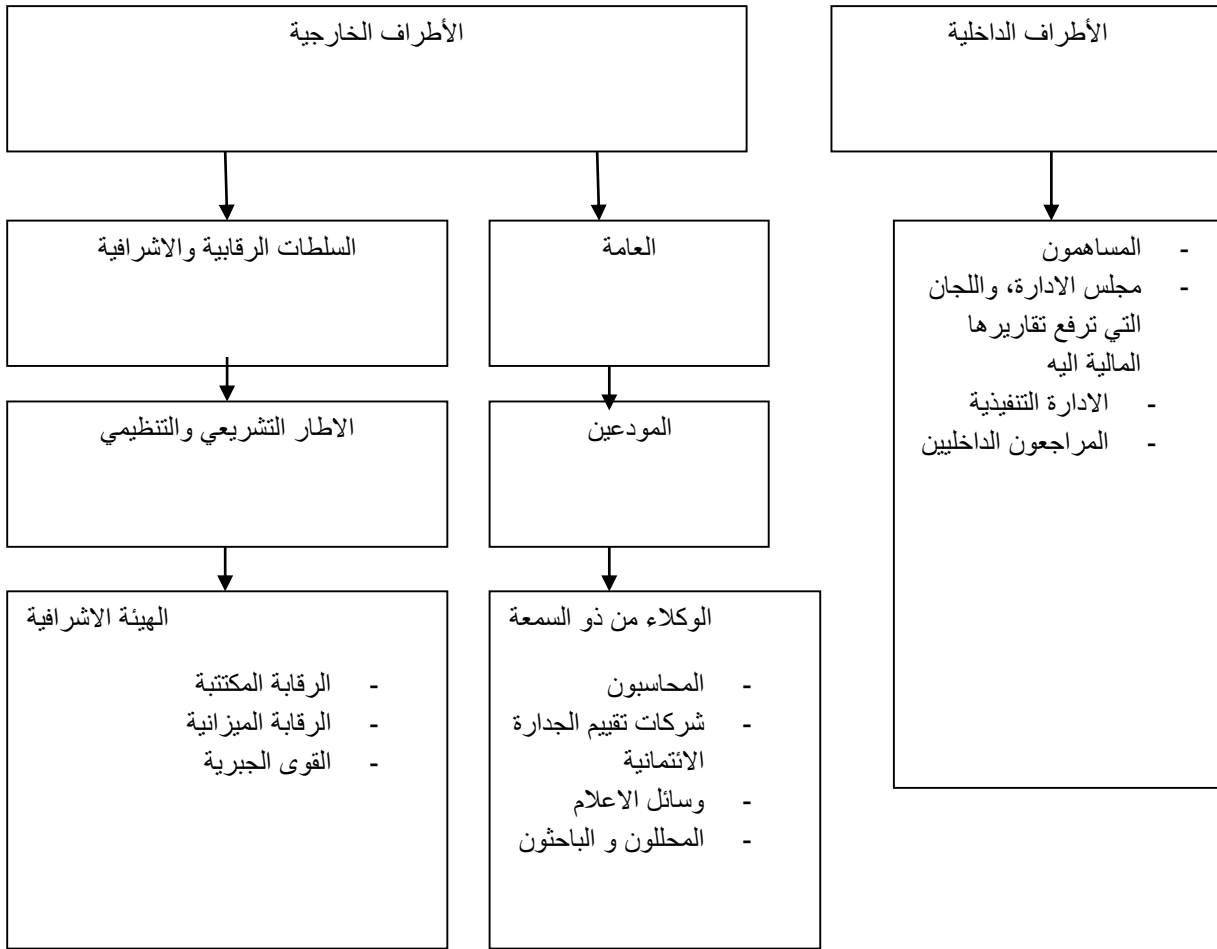 الأطراف الداخلية
- المساهمون
- مجلس الادارة، واللجان
التي ترفع تقاريرها
المالية اليه
- الادارة التنفيذية
- المراجعون الداخليين
الأطراف الخارجية
العامة
المودعين
الوكلاء من ذو السمعة
- المحاسبون
- شركات تقييم الجدارة
الائتمانية
- وسائل الاعلام
- المحللون و الباحثون
السلطات الرقابية والاشرافية
الاطار التشريعي والتنظيمي
الهيئة الاشرافية
- الرقابة المكتتبة
- الرقابة الميزانية
- القوى الجبرية